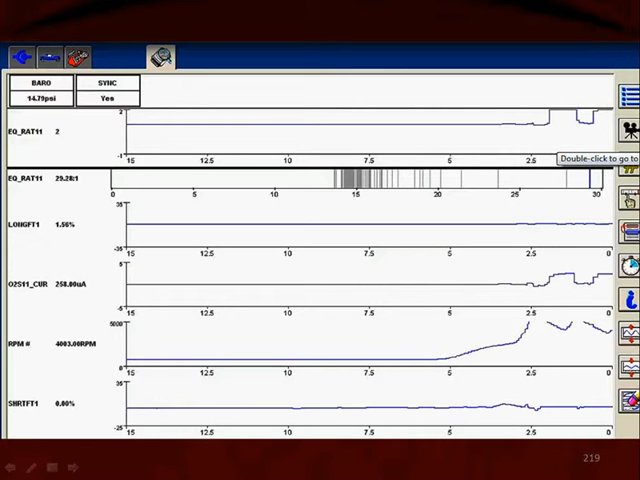 BARO SYNC
14.79psi Yes
2
EQ_RAT11 2
-1
15 12.5 10 7.5 5 2.5
Double-click to go to
EQ_RAT11 29.28:1
0 5 10 15 20 25 30
35
LONGFT1 1.56%
-35
15 12.5 10 7.5 5 2.5 0
5
O2S11_CUR 258.00uA
-5
15 12.5 10 7.5 5 2.5 0
5000
RPM # 4003.00RPM
0
15 12.5 10 7.5 5 2.5 0
35
SHRTFT1 0.00%
-25
15 12.5 10 7.5 5 2.5 0
219